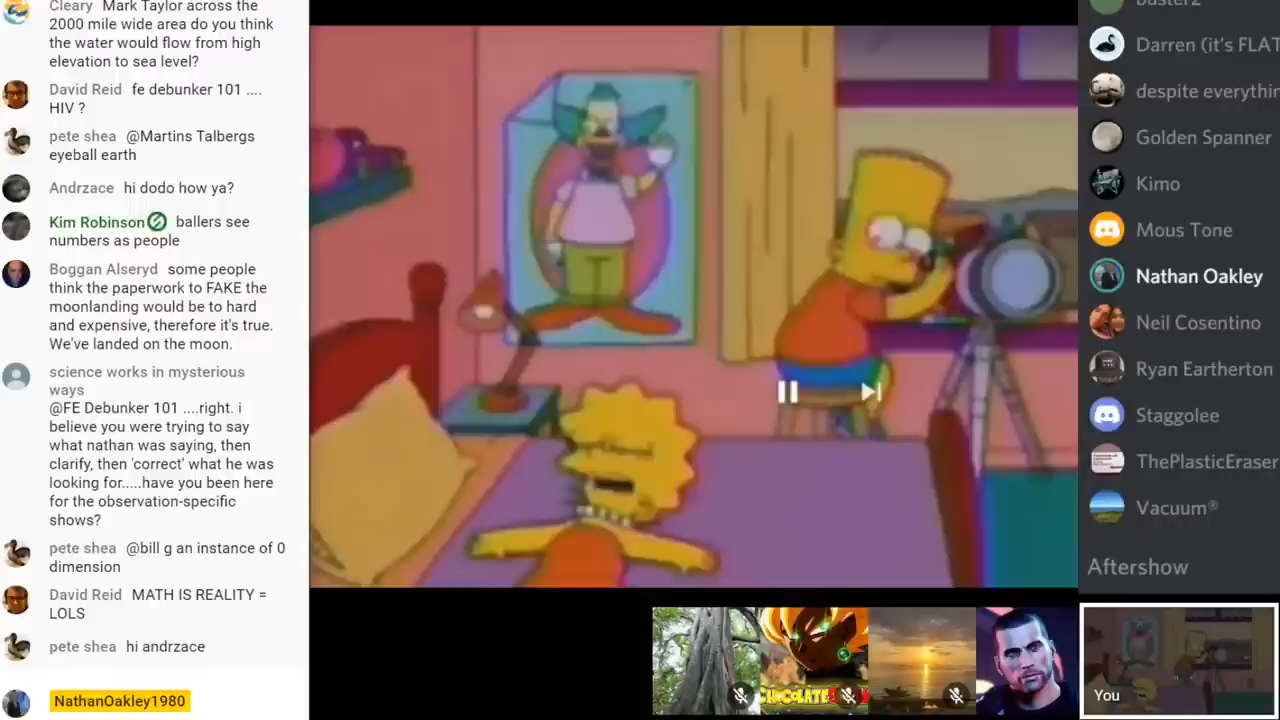 Cleary Mark Taylor across the
2000 mile wide area do you think
the water would flow from high
elevation to sea level?
David Reid fe debunker 101 ....
HIV ?
pete shea @Martins Talbergs
eyeball earth
Andrzace hi dodo how ya?
Kim Robinson ballers see
numbers as people
Boggan Alseryd some people
think the paperwork to FAKE the
moonlanding would be to hard
and expensive, therefore it's true.
We've landed on the moon.
science works in mysterious
ways
@FE Debunker 101 ....right. i
believe you were trying to say
what nathan was saying, then
clarify, then 'correct' what he was
looking for.....have you been here
for the observation-specific
shows?
pete shea @bill g an instance of 0
dimension
David Reid MATH IS REALITY =
LOLS
pete shea hi andrzace
NathanOakley1980
Darren (it's FLAT
despite everythin
Golden Spanner
Kimo
Mous Tone
Nathan Oakley
Neil Cosentino
Ryan Eartherton
Staggolee
ThePlasticEraser
Vacuum®
Aftershow
You